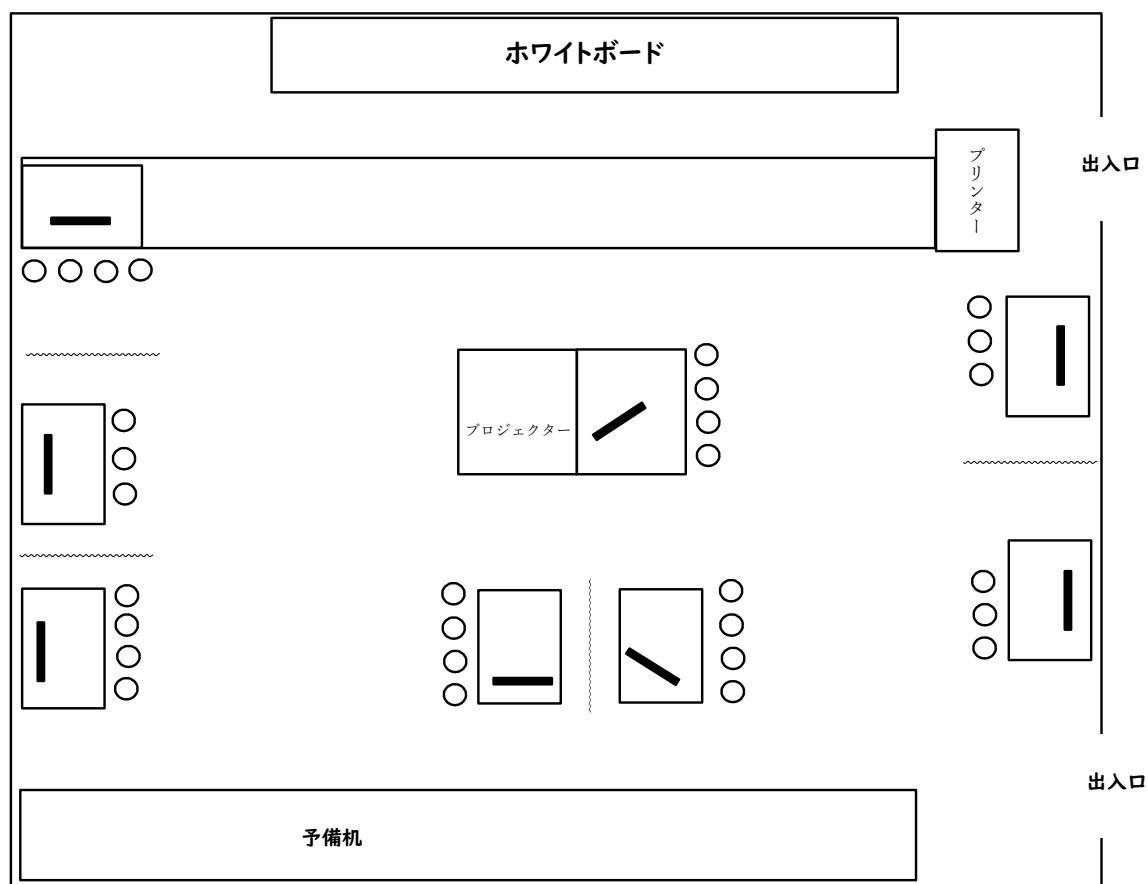 ホワイトボード
プリンター
出入口
プロジェクター
出入口
予備机